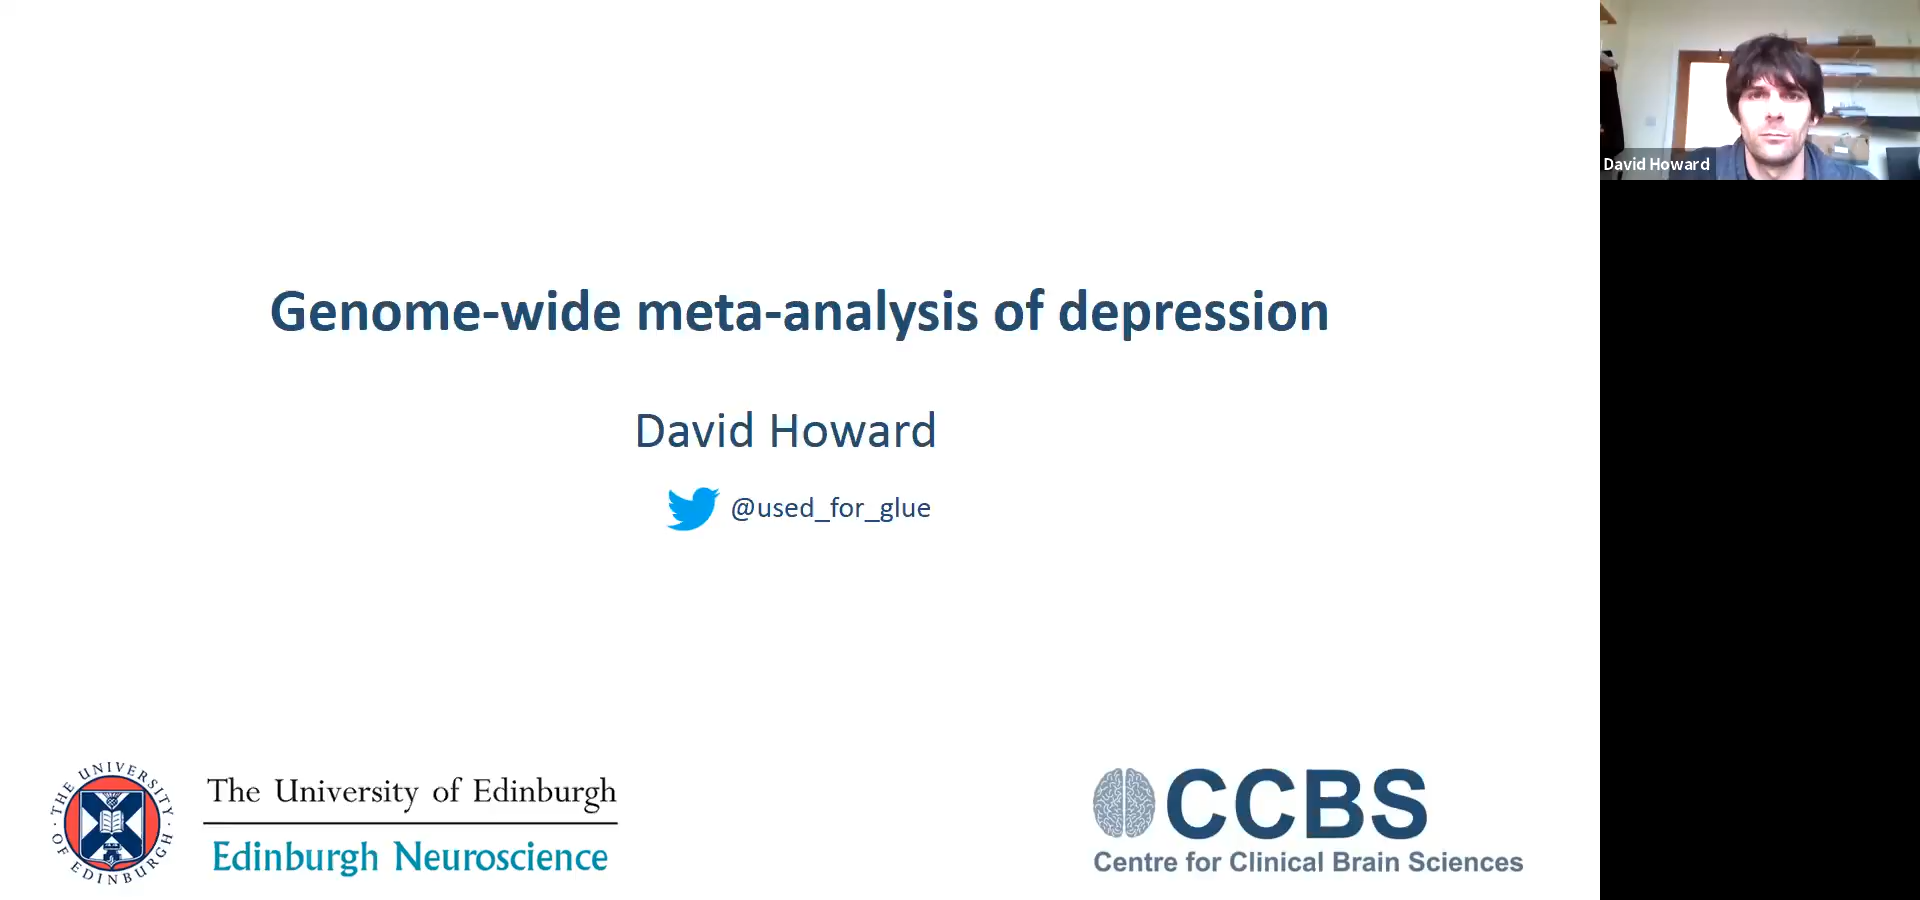 Genome-wide meta-analysis of depression
David Howard
@used_for_glue
THE UNIVERSITY OF EDINBURGH
The University of Edinburgh
Edinburgh Neuroscience
CCBS
Centre for Clinical Brain Sciences
David Howard